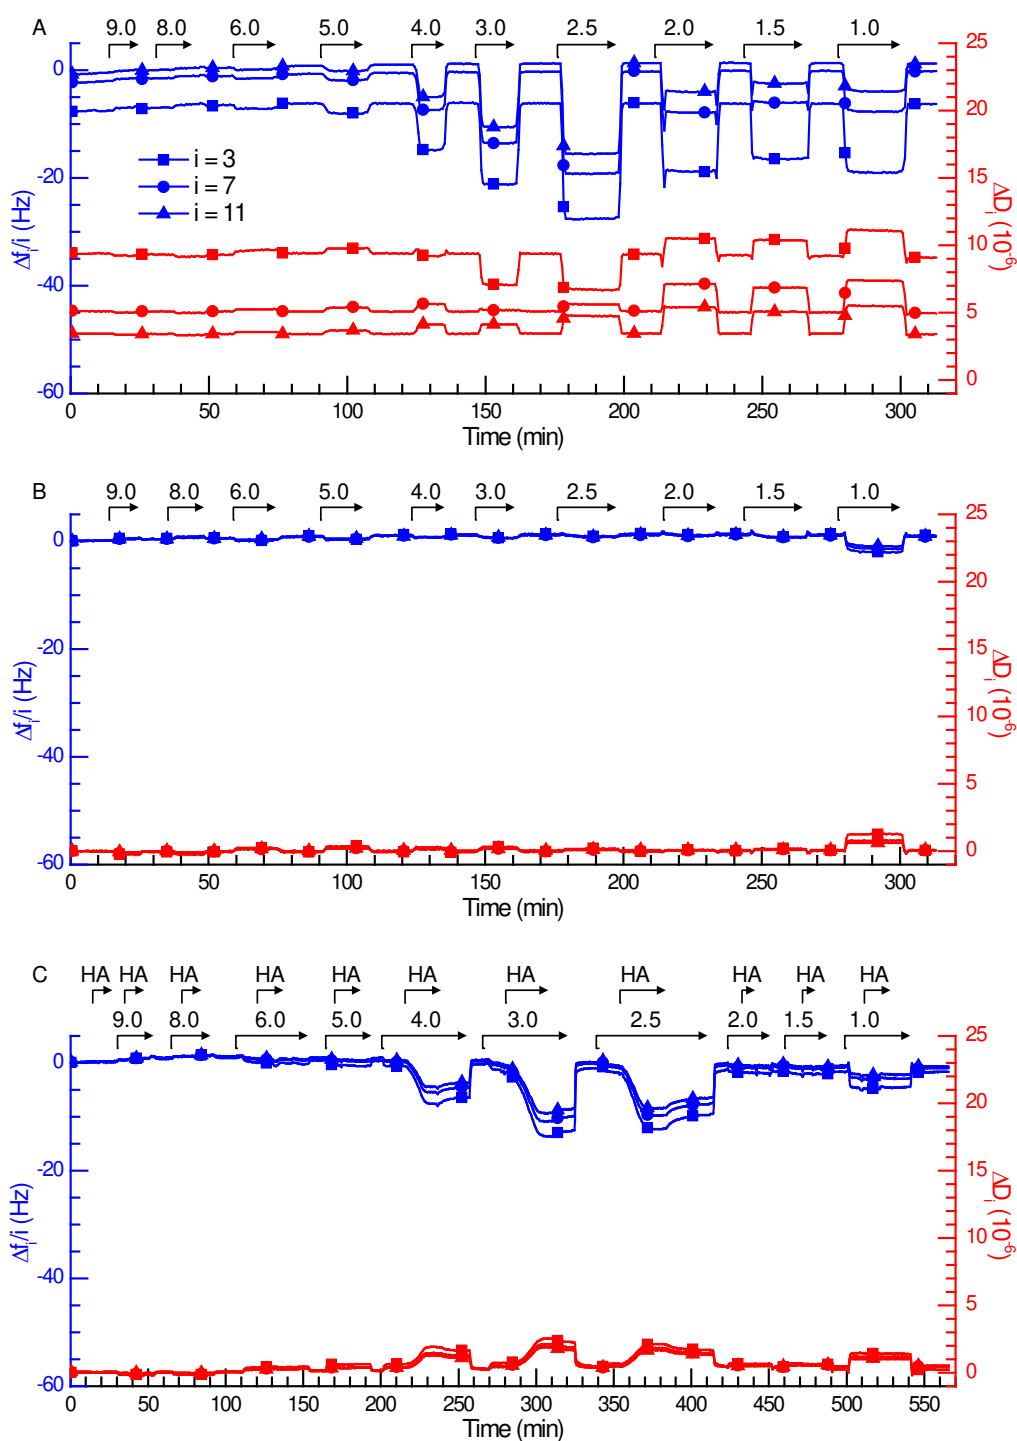 A 9.0 8.0 6.0 5.0 4.0 3.0 2.5 2.0 1.5 1.0
0 -20 -40 -60
Δfᵢ/i (Hz)
i = 3
i = 7
i = 11
25 20 15 10 5 0
ΔDᵢ (10⁻⁶)
0 50 100 150 200 250 300
Time (min)
B 9.0 8.0 6.0 5.0 4.0 3.0 2.5 2.0 1.5 1.0
0 -20 -40 -60
Δfᵢ/i (Hz)
25 20 15 10 5 0
ΔDᵢ (10⁻⁶)
0 50 100 150 200 250 300
Time (min)
C HA HA HA HA HA HA HA HA HA HA HA
9.0 8.0 6.0 5.0 4.0 3.0 2.5 2.0 1.5 1.0
0 -20 -40 -60
Δfᵢ/i (Hz)
25 20 15 10 5 0
ΔDᵢ (10⁻⁶)
0 50 100 150 200 250 300 350 400 450 500 550
Time (min)